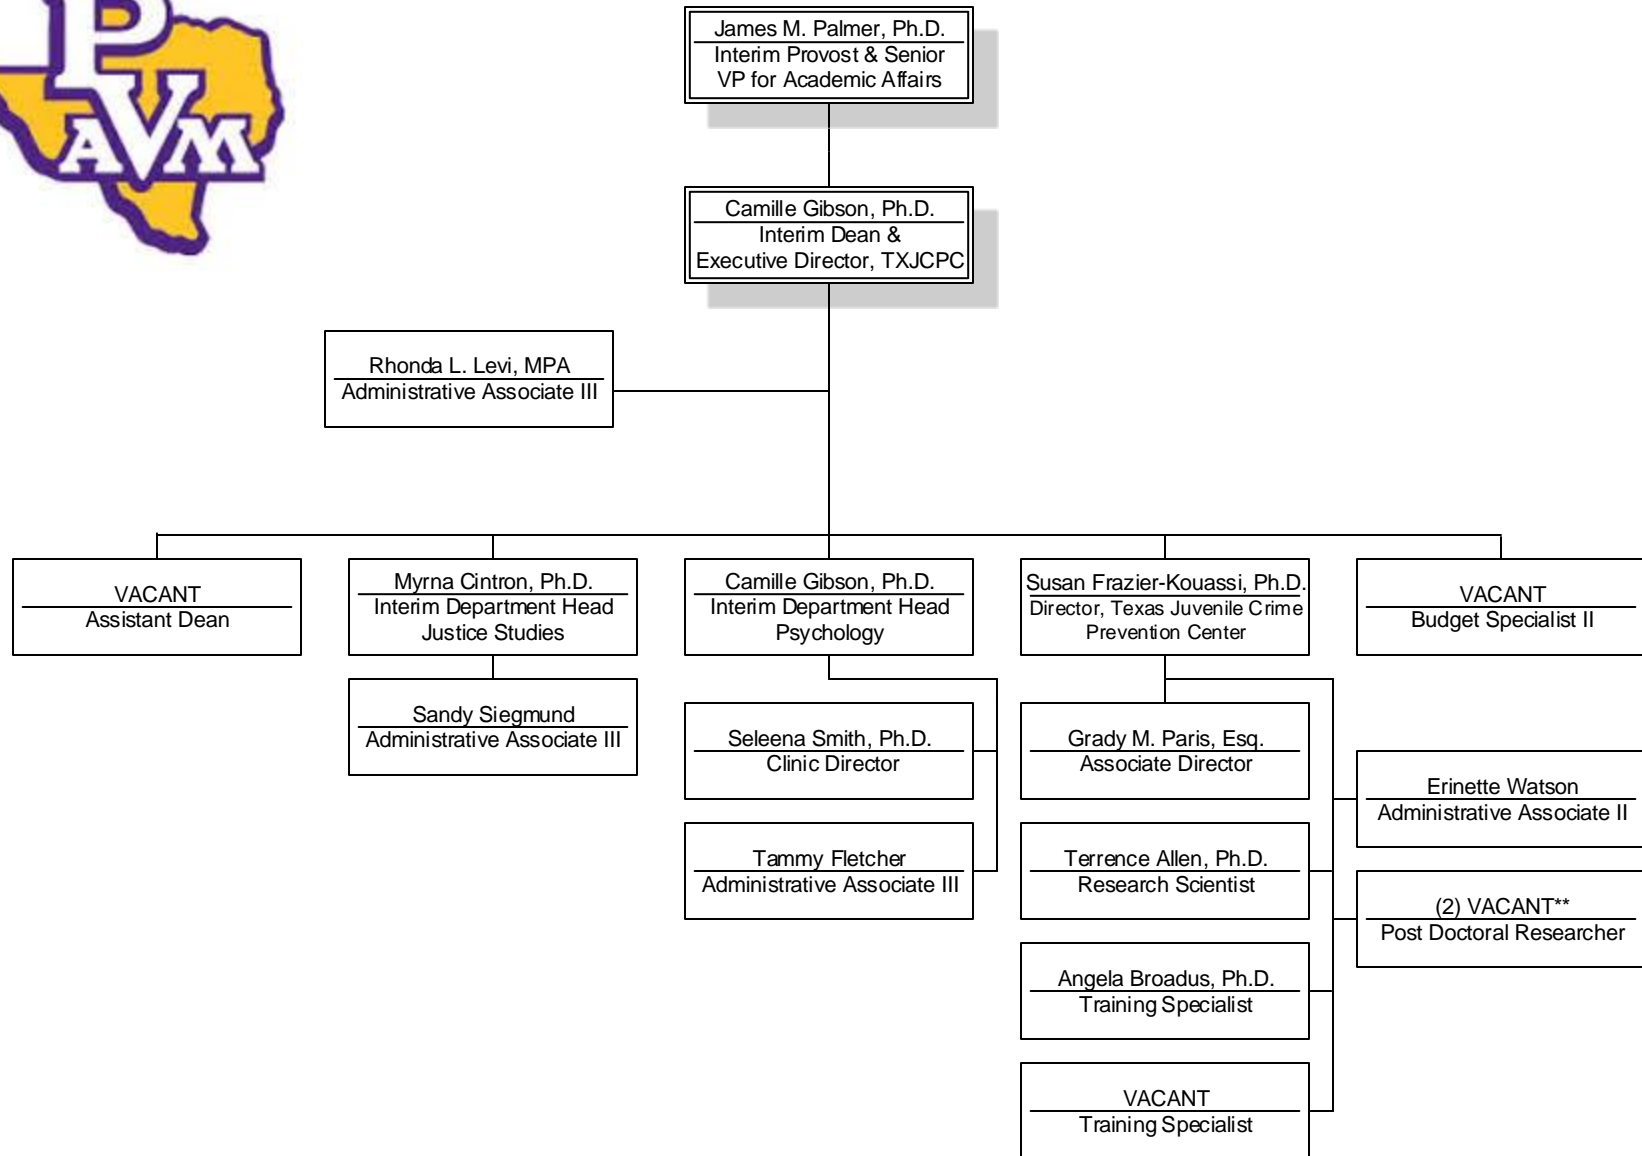 P
V
A
M
James M. Palmer, Ph.D.
Interim Provost & Senior
VP for Academic Affairs
Camille Gibson, Ph.D.
Interim Dean &
Executive Director, TXJCPC
Rhonda L. Levi, MPA
Administrative Associate III
VACANT
Assistant Dean
Myrna Cintron, Ph.D.
Interim Department Head
Justice Studies
Camille Gibson, Ph.D.
Interim Department Head
Psychology
Susan Frazier-Kouassi, Ph.D.
Director, Texas Juvenile Crime
Prevention Center
VACANT
Budget Specialist II
Sandy Siegmund
Administrative Associate III
Seleena Smith, Ph.D.
Clinic Director
Tammy Fletcher
Administrative Associate III
Grady M. Paris, Esq.
Associate Director
Terrence Allen, Ph.D.
Research Scientist
Angela Broadus, Ph.D.
Training Specialist
VACANT
Training Specialist
Erinette Watson
Administrative Associate II
(2) VACANT**
Post Doctoral Researcher